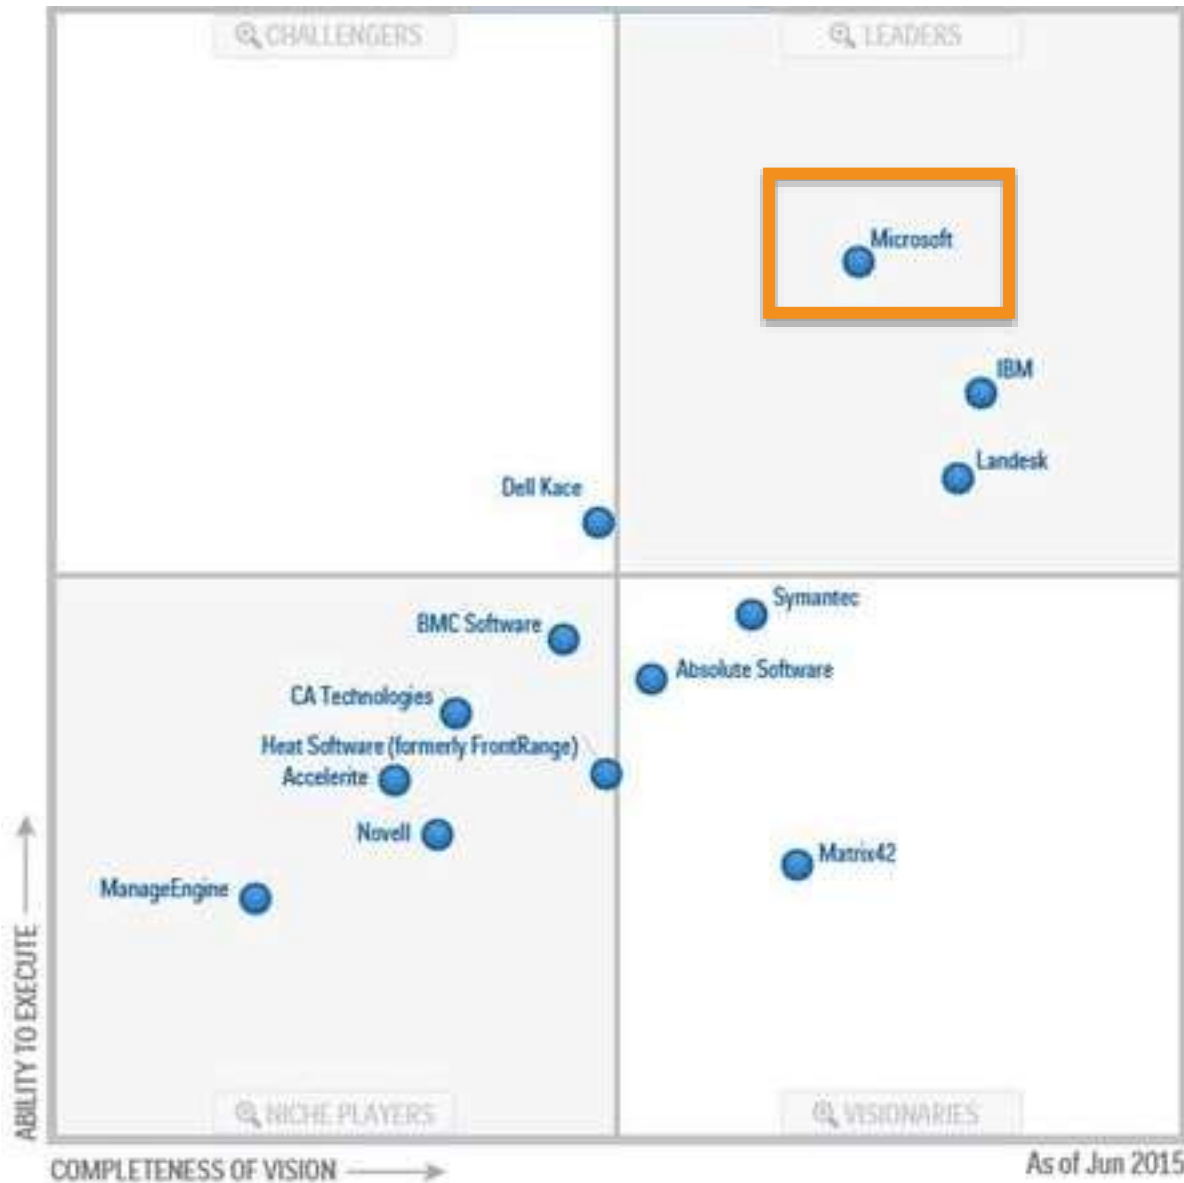 CHALLENGERS
LEADERS
Microsoft
IBM
Landesk
Dell Kace
Symantec
BMC Software
Absolute Software
CA Technologies
Heat Software (formerly FrontRange)
Accelerite
Novell
Matrix42
ManageEngine
ABILITY TO EXECUTE
NICHE PLAYERS
VISIONARIES
COMPLETENESS OF VISION
As of Jun 2015